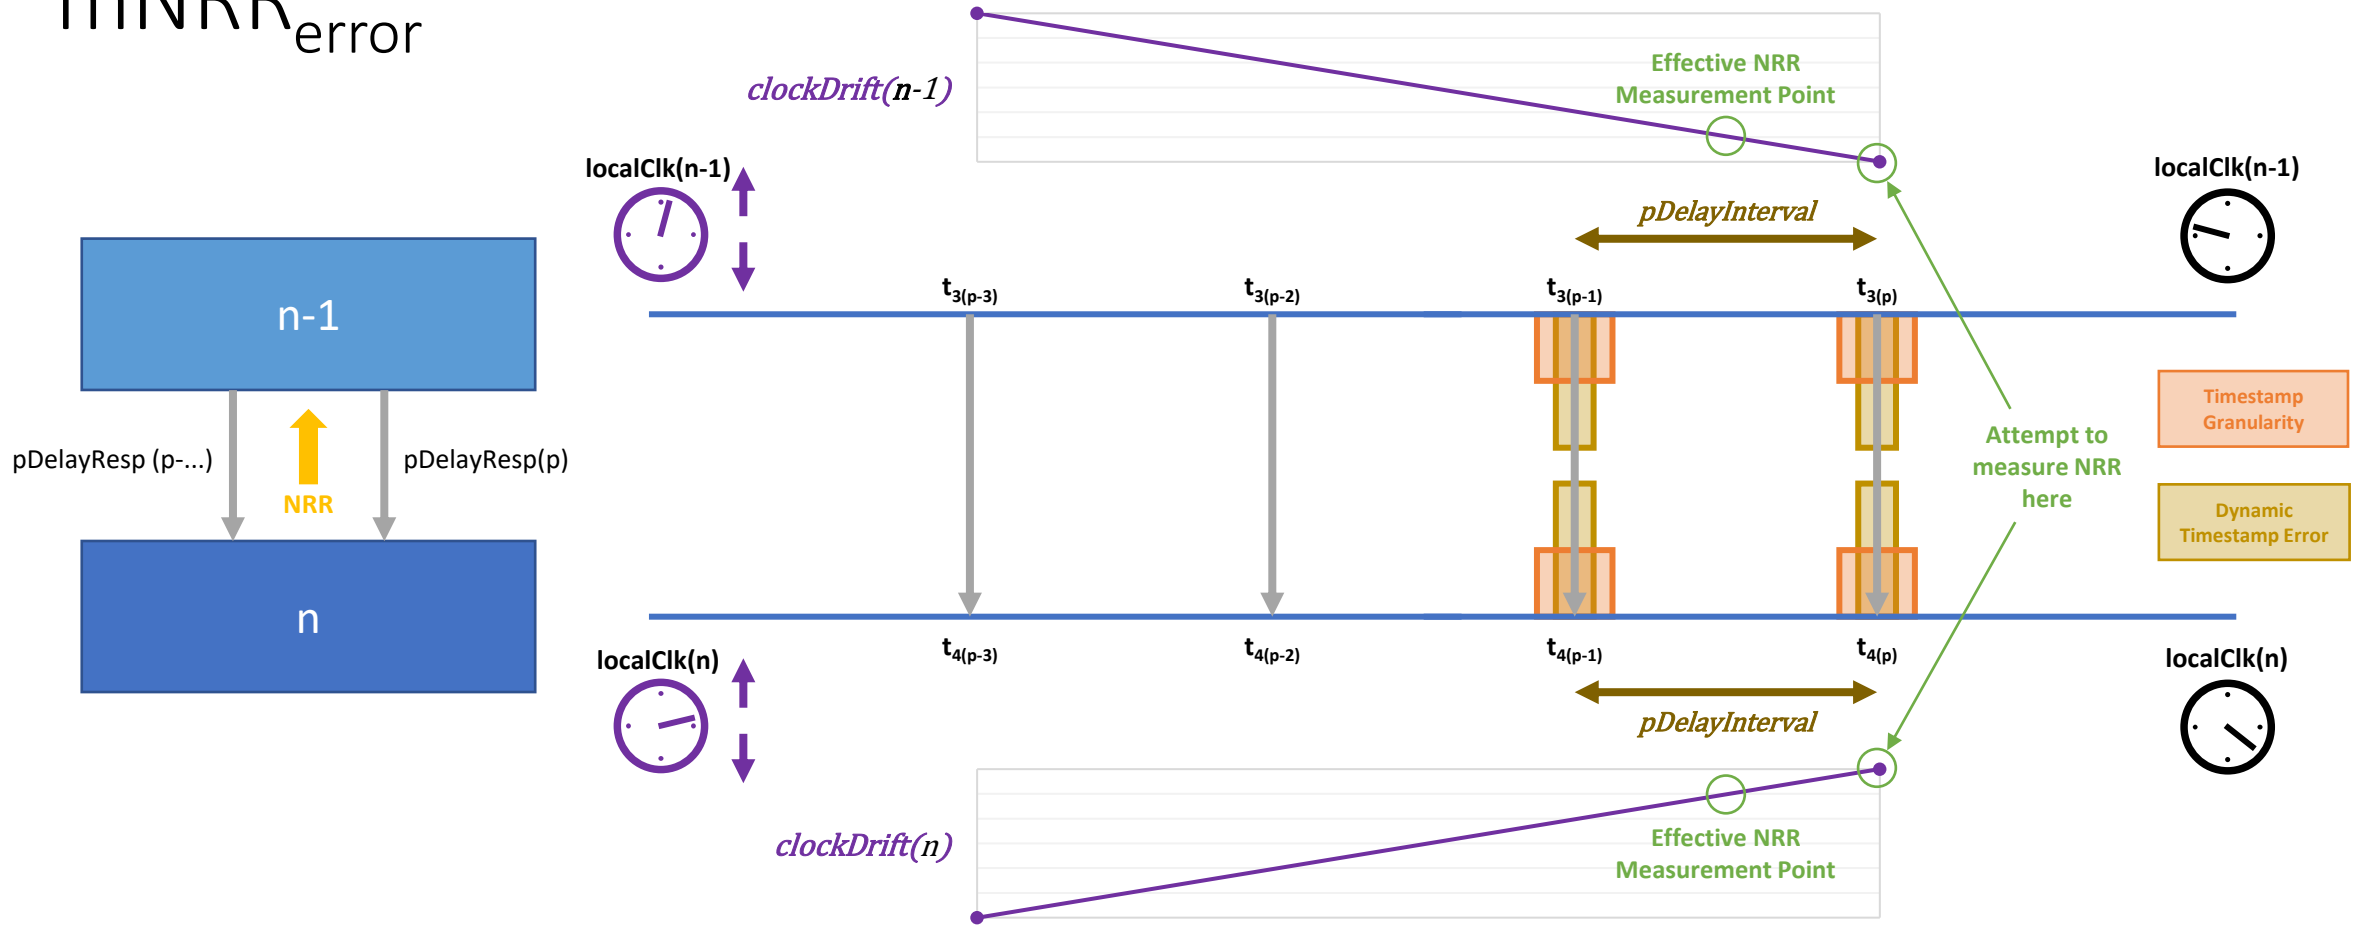 mNRR_error
clockDrift(n-1)
Effective NRR
Measurement Point
localClk(n-1)
localClk(n-1)
pDelayInterval
n-1
t3(p-3)
t3(p-2)
t3(p-1)
t3(p)
Timestamp
Granularity
Attempt to
measure NRR
here
pDelayResp (p-...)
pDelayResp(p)
NRR
Dynamic
Timestamp Error
n
t4(p-3)
t4(p-2)
t4(p-1)
t4(p)
localClk(n)
localClk(n)
pDelayInterval
clockDrift(n)
Effective NRR
Measurement Point